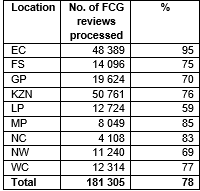 Location No. of FCG reviews processed %
EC 48 389 95
FS 14 096 75
GP 19 624 70
KZN 50 761 76
LP 12 724 59
MP 8 049 85
NC 4 108 83
NW 11 240 69
WC 12 314 77
Total 181 305 78